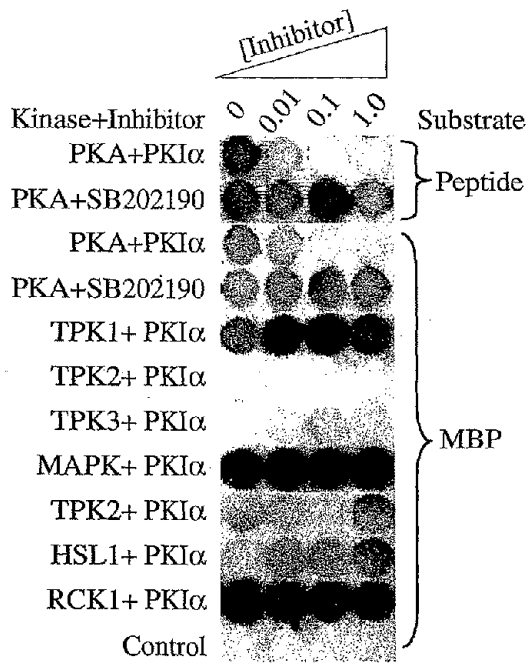 [Inhibitor]
Kinase+Inhibitor 0 0.01 0.1 1.0 Substrate
PKA+PKIα
PKA+SB202190
Peptide
PKA+PKIα
PKA+SB202190
TPK1+ PKIα
TPK2+ PKIα
TPK3+ PKIα
MAPK+ PKIα
TPK2+ PKIα
HSL1+ PKIα
RCK1+ PKIα
Control
MBP